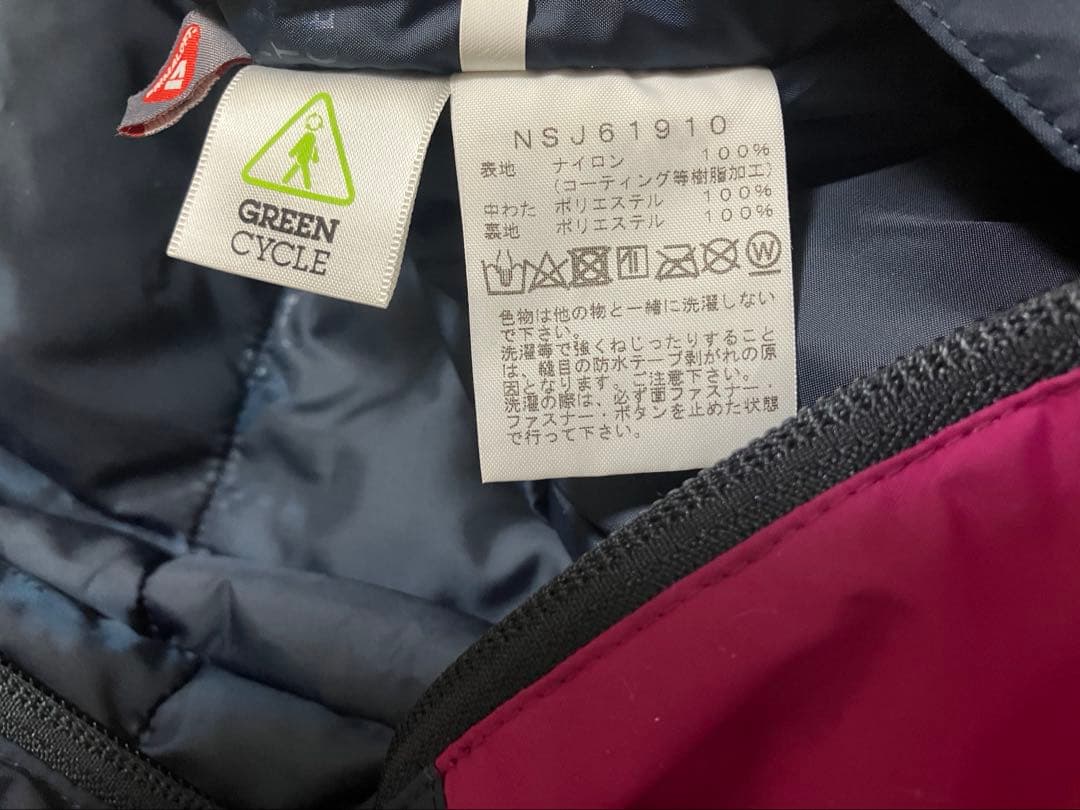 GREEN
CYCLE
NSJ61910
表地 ナイロン 100%
(コーティング等樹脂加工)
中わた ポリエステル 100%
裏地 ポリエステル 100%
W
色物は他の物と一緒に洗濯しない
で下さい。
洗濯等で強くねじったりすること
は、縫目の防水テープ剥がれの原
因となります。ご注意下さい。
洗濯の際は、必ず面ファスナー・
ファスナー・ボタンを止めた状態
で行って下さい。